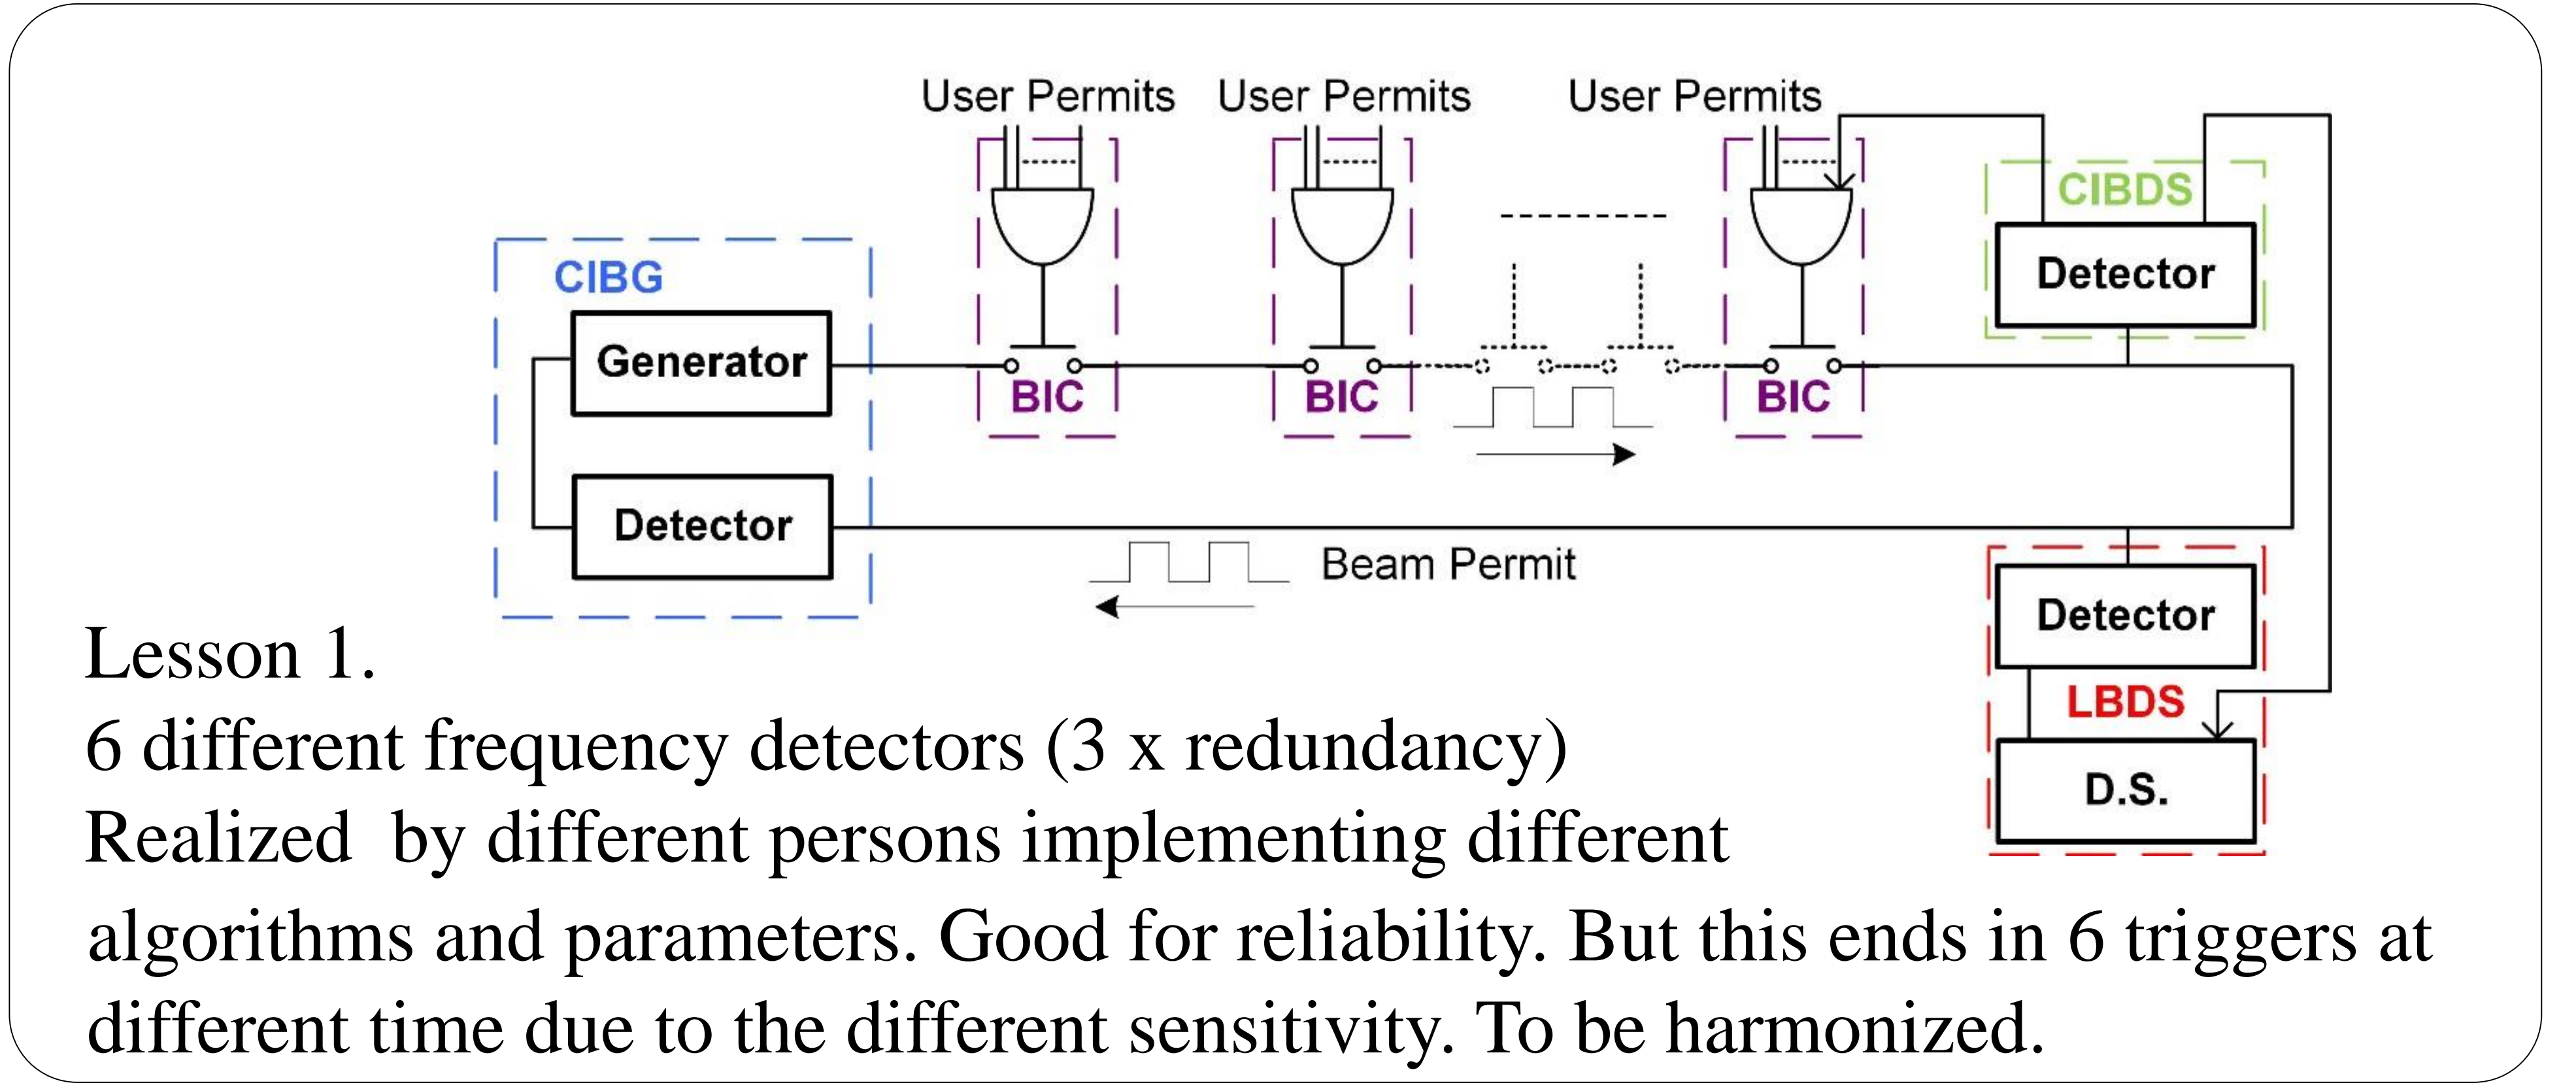 User Permits User Permits User Permits
CIBDS
CIBG
Detector
Generator
BIC BIC BIC
Detector
Beam Permit
Detector
LBDS
D.S.
Lesson 1.
6 different frequency detectors (3 x redundancy)
Realized by different persons implementing different
algorithms and parameters. Good for reliability. But this ends in 6 triggers at
different time due to the different sensitivity. To be harmonized.